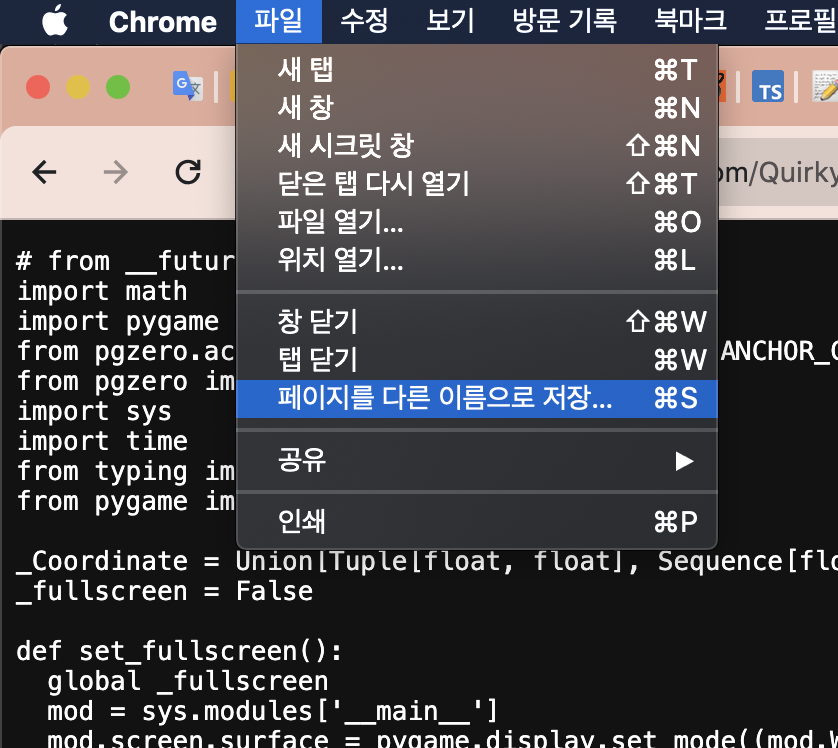 Chrome 파일 수정 보기 방문 기록 북마크 프로필
TS
새 탭 ⌘T
새 창 ⌘N
새 시크릿 창 ⇧⌘N
닫은 탭 다시 열기 ⇧⌘T
파일 열기... ⌘O
위치 열기... ⌘L
창 닫기 ⇧⌘W
탭 닫기 ⌘W
페이지를 다른 이름으로 저장... ⌘S
공유 ▶
인쇄 ⌘P
om/Quirky
# from __futur
import math
import pygame
from pgzero.ac ANCHOR_C
from pgzero im
import sys
import time
from typing im
from pygame im
_Coordinate = Union[Tuple[float, float], Sequence[flo
_fullscreen = False
def set_fullscreen():
global _fullscreen
mod = sys.modules['__main__']
mod.screen.surface = pygame.display.set_mode((mod.W